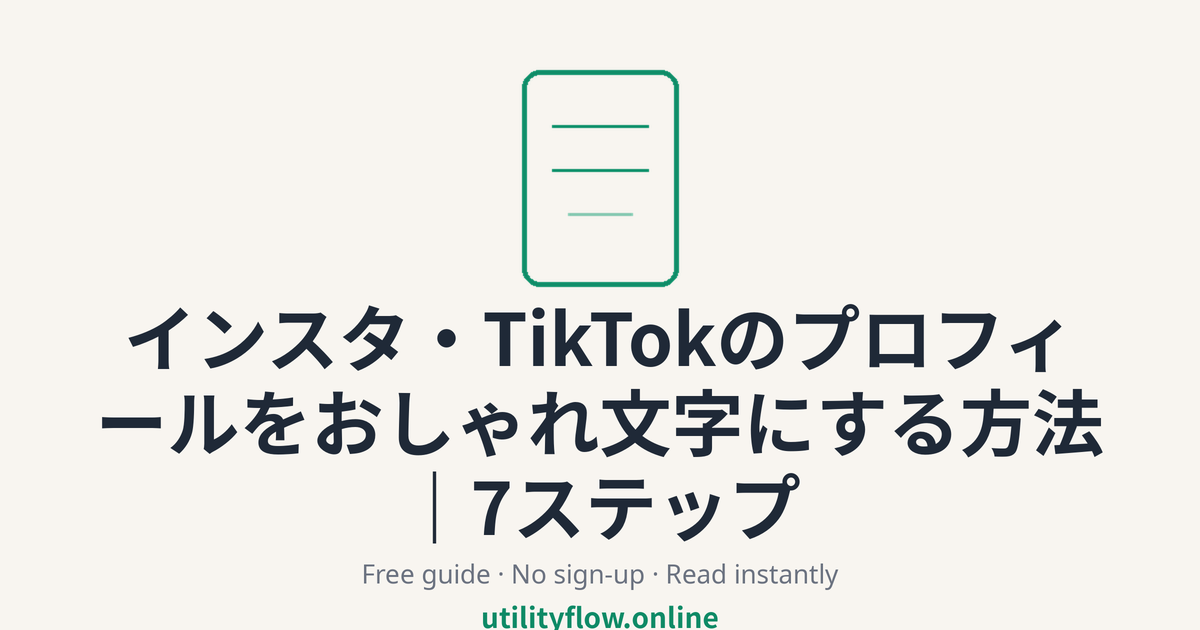 インスタ・TikTokのプロフィ
ールをおしゃれ文字にする方法
｜7ステップ
Free guide · No sign-up · Read instantly
utilityflow.online